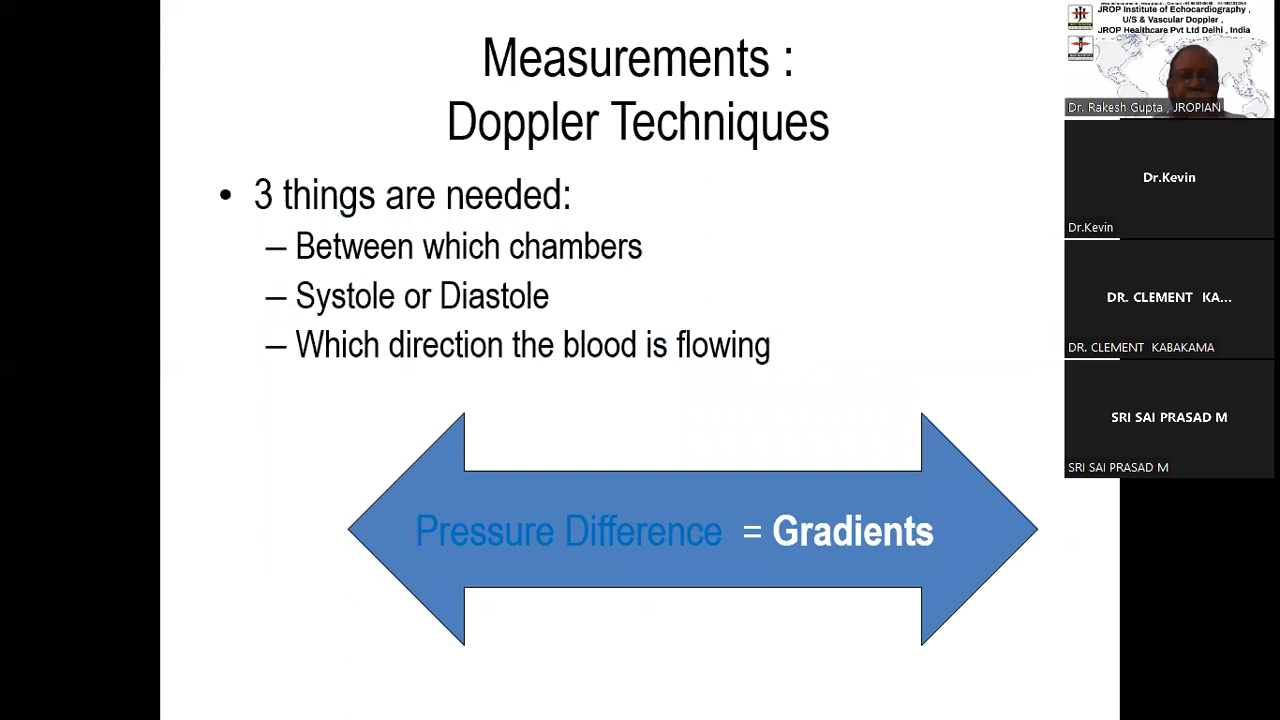 Measurements :
Doppler Techniques
• 3 things are needed:
– Between which chambers
– Systole or Diastole
– Which direction the blood is flowing
Pressure Difference = Gradients
JROP Institute of Echocardiography ,
U/S & Vascular Doppler ,
JROP Healthcare Pvt Ltd Delhi , India
Dr. Rakesh Gupta , JROPIAN
Dr.Kevin
Dr.Kevin
DR. CLEMENT KA...
DR. CLEMENT KABAKAMA
SRI SAI PRASAD M
SRI SAI PRASAD M